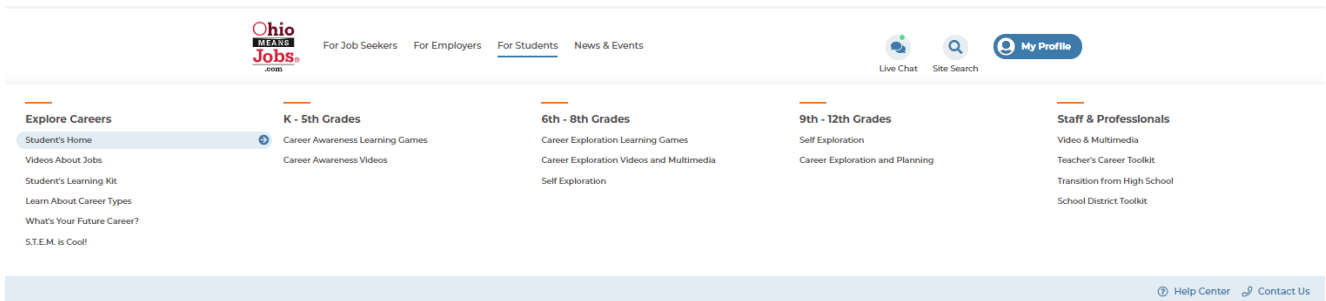 Ohio
MEANS
Jobs®
.com
For Job Seekers For Employers For Students News & Events
Live Chat Site Search
My Profile
Explore Careers
Student's Home
Videos About Jobs
Student's Learning Kit
Learn About Career Types
What's Your Future Career?
S.T.E.M. is Cool!
K - 5th Grades
Career Awareness Learning Games
Career Awareness Videos
6th - 8th Grades
Career Exploration Learning Games
Career Exploration Videos and Multimedia
Self Exploration
9th - 12th Grades
Self Exploration
Career Exploration and Planning
Staff & Professionals
Video & Multimedia
Teacher's Career Toolkit
Transition from High School
School District Toolkit
Help Center Contact Us